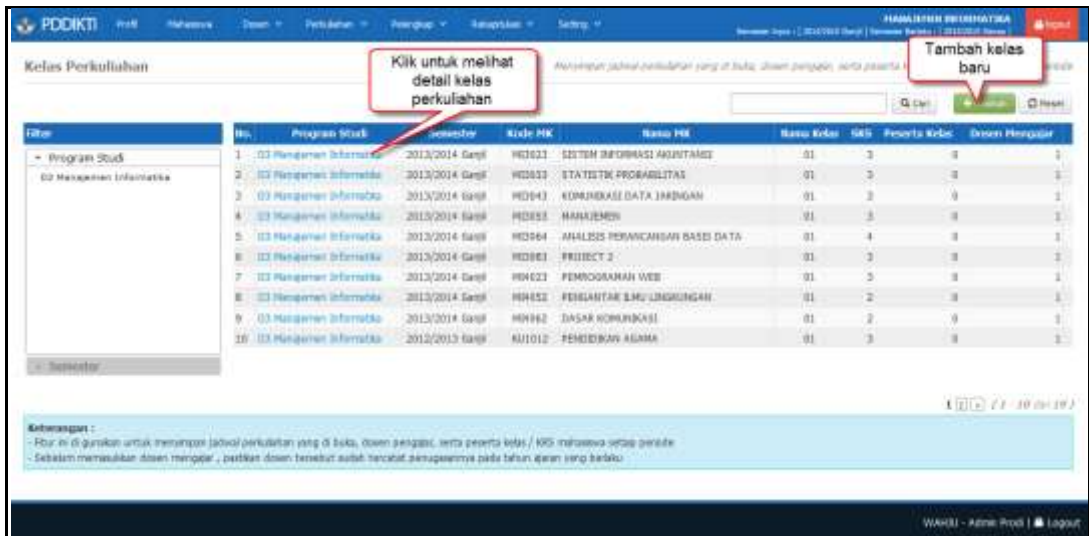 PDDIKTI Profil Mahasiswa Dosen Perkuliahan Pelengkap Rekapitulasi Setting MANAJEMEN INFORMATIKA Logout
Kelas Perkuliahan
Klik untuk melihat
detail kelas
perkuliahan
Tambah kelas
baru
Cari Reset
Filter
Program Studi
D3 Manajemen Informatika
Semester
No. Program Studi Semester Kode MK Nama MK Nama Kelas SKS Peserta Kelas Dosen Mengajar
1 D3 Manajemen Informatika 2013/2014 Ganjil SISTEM INFORMASI AKUNTANSI 01 3 0 1
2 D3 Manajemen Informatika 2013/2014 Ganjil STATISTIK PROBABILITAS 01 3 0 1
3 D3 Manajemen Informatika 2013/2014 Ganjil KOMUNIKASI DATA JARINGAN 01 0 1
4 D3 Manajemen Informatika 2013/2014 Ganjil MANAJEMEN 01 0 1
5 D3 Manajemen Informatika 2013/2014 Ganjil ANALISIS PERANCANGAN BASIS DATA 01 4 0 1
6 D3 Manajemen Informatika 2013/2014 Ganjil PROJECT 2 01 0 1
7 D3 Manajemen Informatika 2013/2014 Ganjil PEMROGRAMAN WEB 01 3 0 1
8 D3 Manajemen Informatika 2013/2014 Ganjil PENGANTAR ILMU LINGKUNGAN 01 2 0 1
9 D3 Manajemen Informatika 2013/2014 Ganjil DASAR KOMUNIKASI 01 2 0 1
10 D3 Manajemen Informatika 2012/2013 Ganjil KU1012 PENDIDIKAN AGAMA 01 3 0 1
1 2
Keterangan :
- Fitur ini di gunakan untuk menyimpan jadwal perkuliahan yang di buka, dosen pengajar, serta peserta kelas / KRS mahasiswa setiap periode
- Sebelum memasukkan dosen mengajar , pastikan dosen tersebut sudah tercatat penugasannya pada tahun ajaran yang berlaku
WAHIU - Admin Prodi | Logout